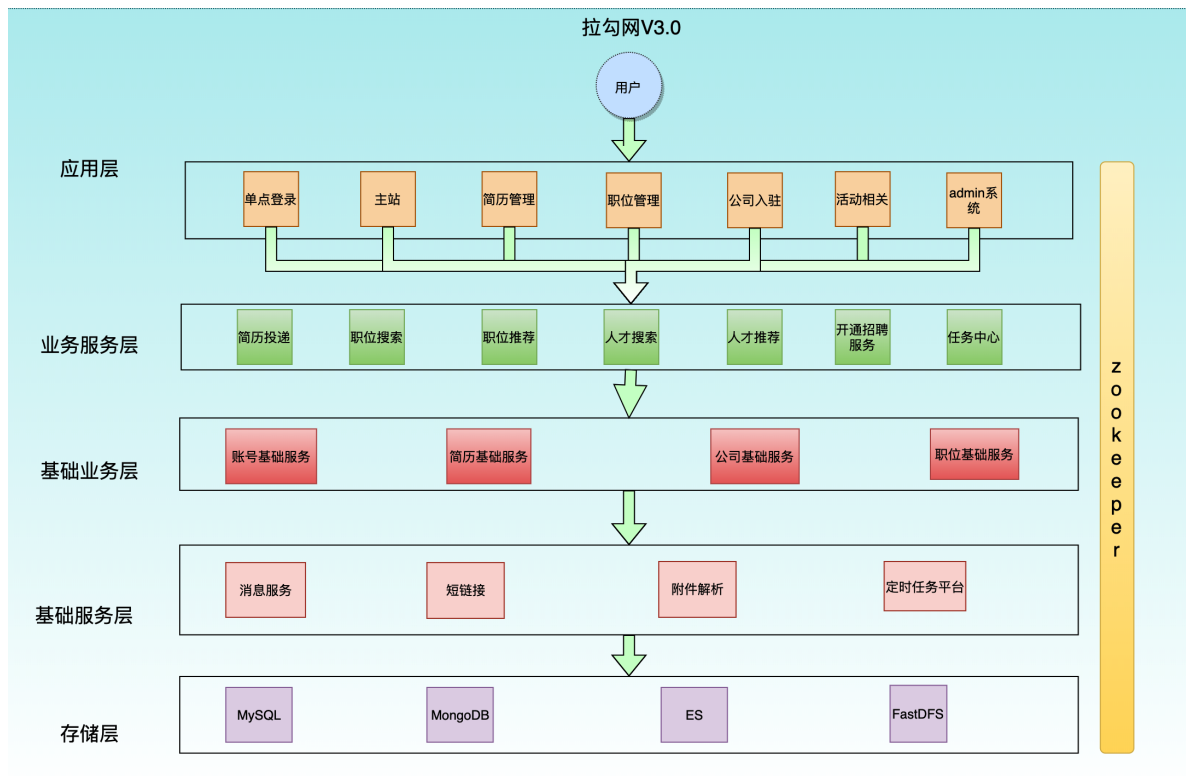 拉勾网V3.0
用户
应用层
单点登录
主站
简历管理
职位管理
公司入驻
活动相关
admin系
统
业务服务层
简历投递
职位搜索
职位推荐
人才搜索
人才推荐
开通招聘
服务
任务中心
zookeeper
基础业务层
账号基础服务
简历基础服务
公司基础服务
职位基础服务
基础服务层
消息服务
短链接
附件解析
定时任务平台
存储层
MySQL
MongoDB
ES
FastDFS